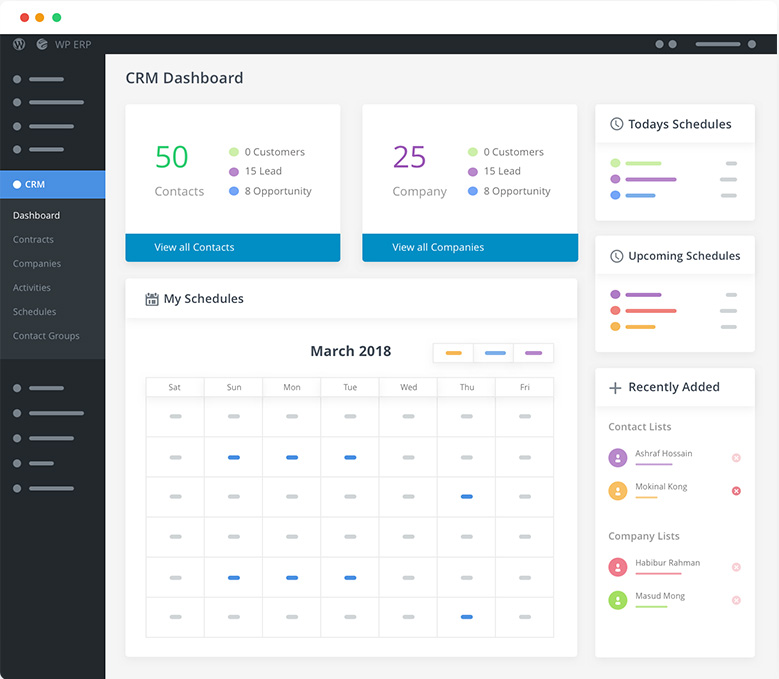 WP ERP
CRM
Dashboard
Contracts
Companies
Activities
Schedules
Contact Groups
CRM Dashboard
50
Contacts
0 Customers
15 Lead
8 Opportunity
View all Contacts
25
Company
0 Customers
15 Lead
8 Opportunity
View all Companies
My Schedules
March 2018
Sat Sun Mon Tue Wed Thu Fri
Todays Schedules
Upcoming Schedules
Recently Added
Contact Lists
Ashraf Hossain
Mokinal Kong
Company Lists
Habibur Rahman
Masud Mong